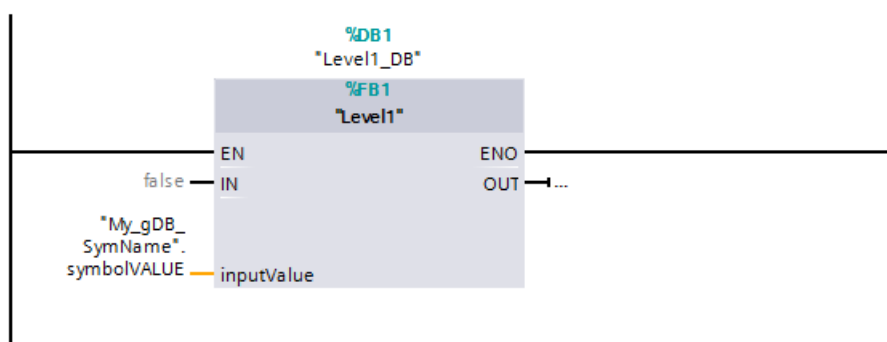 %DB1
"Level1_DB"
%FB1
"Level1"
EN ENO
false IN OUT ...
"My_gDB_
SymName".
symbolVALUE inputValue